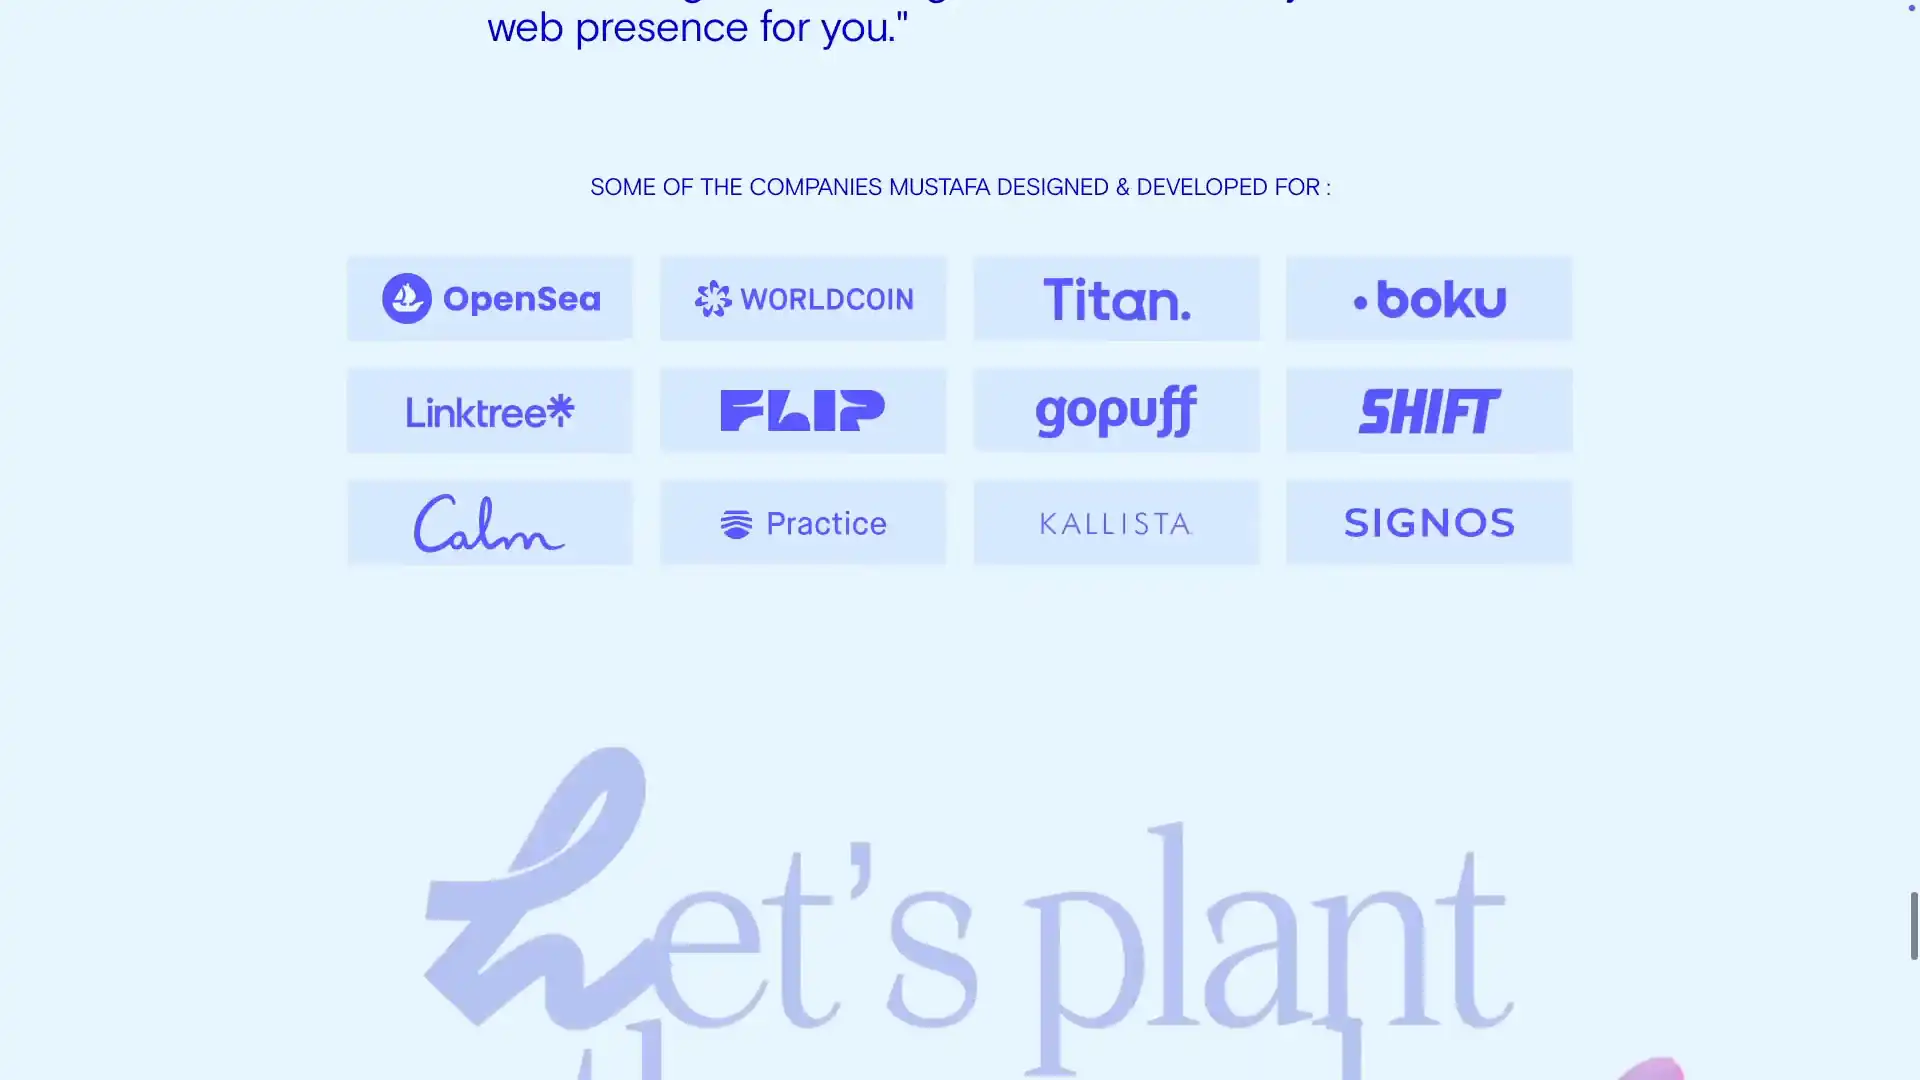 web presence for you."
SOME OF THE COMPANIES MUSTAFA DESIGNED & DEVELOPED FOR :
OpenSea
WORLDCOIN
Titan.
boku
Linktree
FLIP
gopuff
SHIFT
Calm
Practice
KALLISTA
SIGNOS
Let's plant